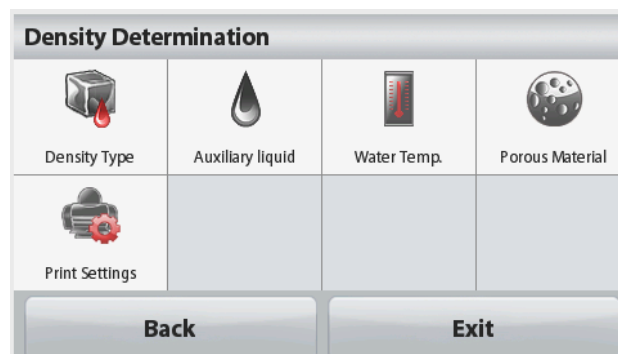 Density Determination
Density Type
Auxiliary liquid
Water Temp.
Porous Material
Print Settings
Back
Exit